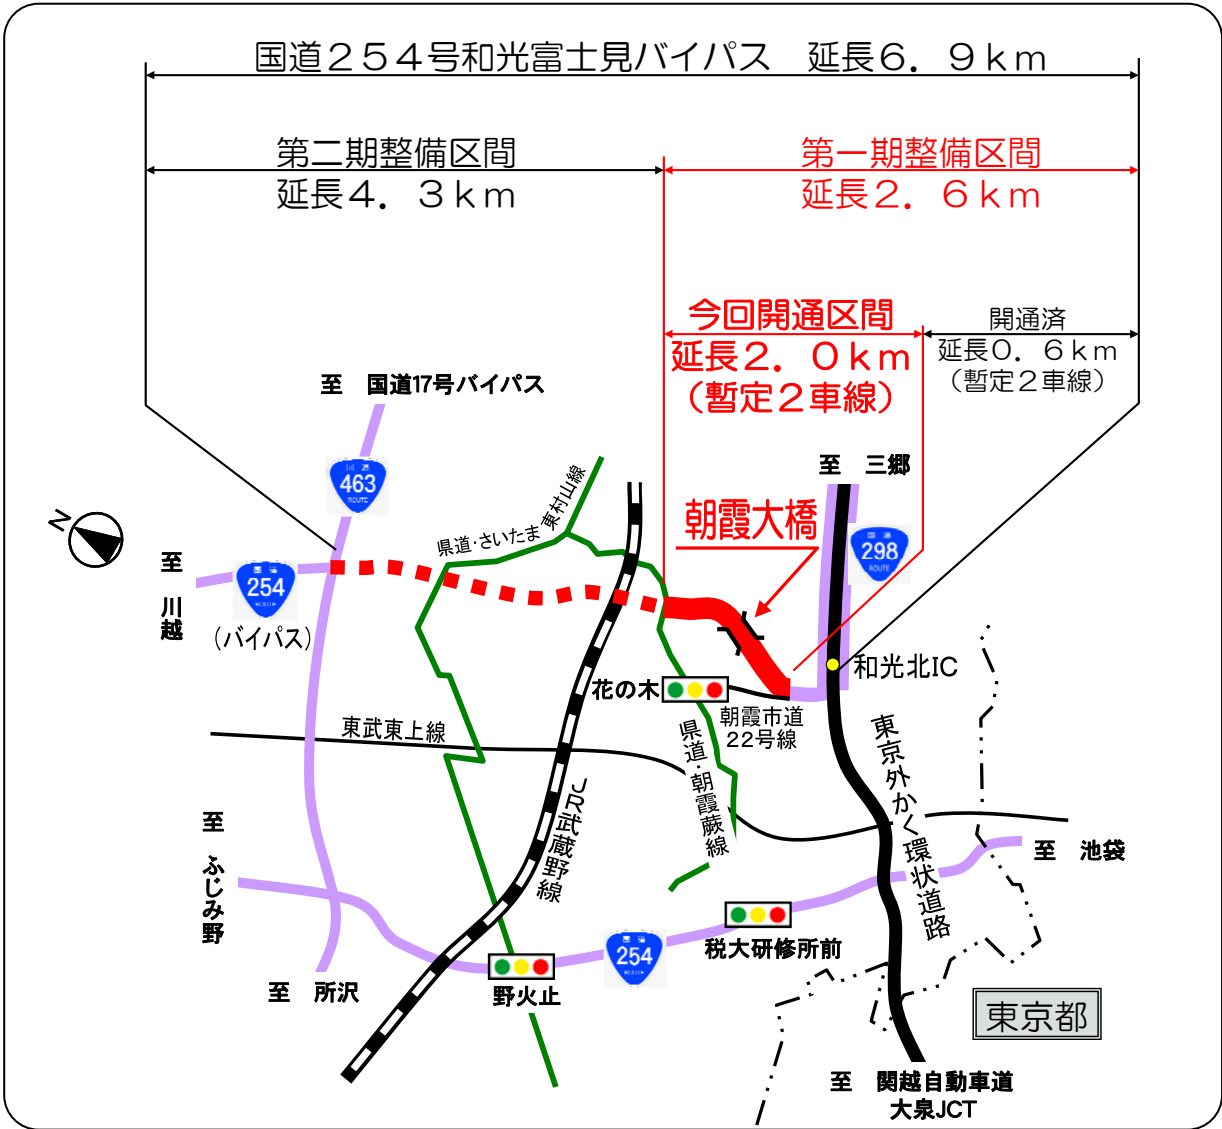 国道２５４号和光富士見バイパス　延長６．９ｋｍ
第二期整備区間
延長４．３ｋｍ
第一期整備区間
延長２．６ｋｍ
今回開通区間
延長２．０ｋｍ
（暫定２車線）
開通済
延長０．６ｋｍ
（暫定２車線）
至　国道17号バイパス
463
ROUTE
至　三郷
朝霞大橋
国道
298
ROUTE
県道・さいたま東村山線
N
至　川越
254
（バイパス）
和光北IC
花の木
朝霞市道
22号線
東武東上線
県道・朝霞蕨線
東京外かく環状道路
JR武蔵野線
至　ふじみ野
至　池袋
税大研修所前
254
至　所沢
野火止
東京都
至　関越自動車道
大泉JCT